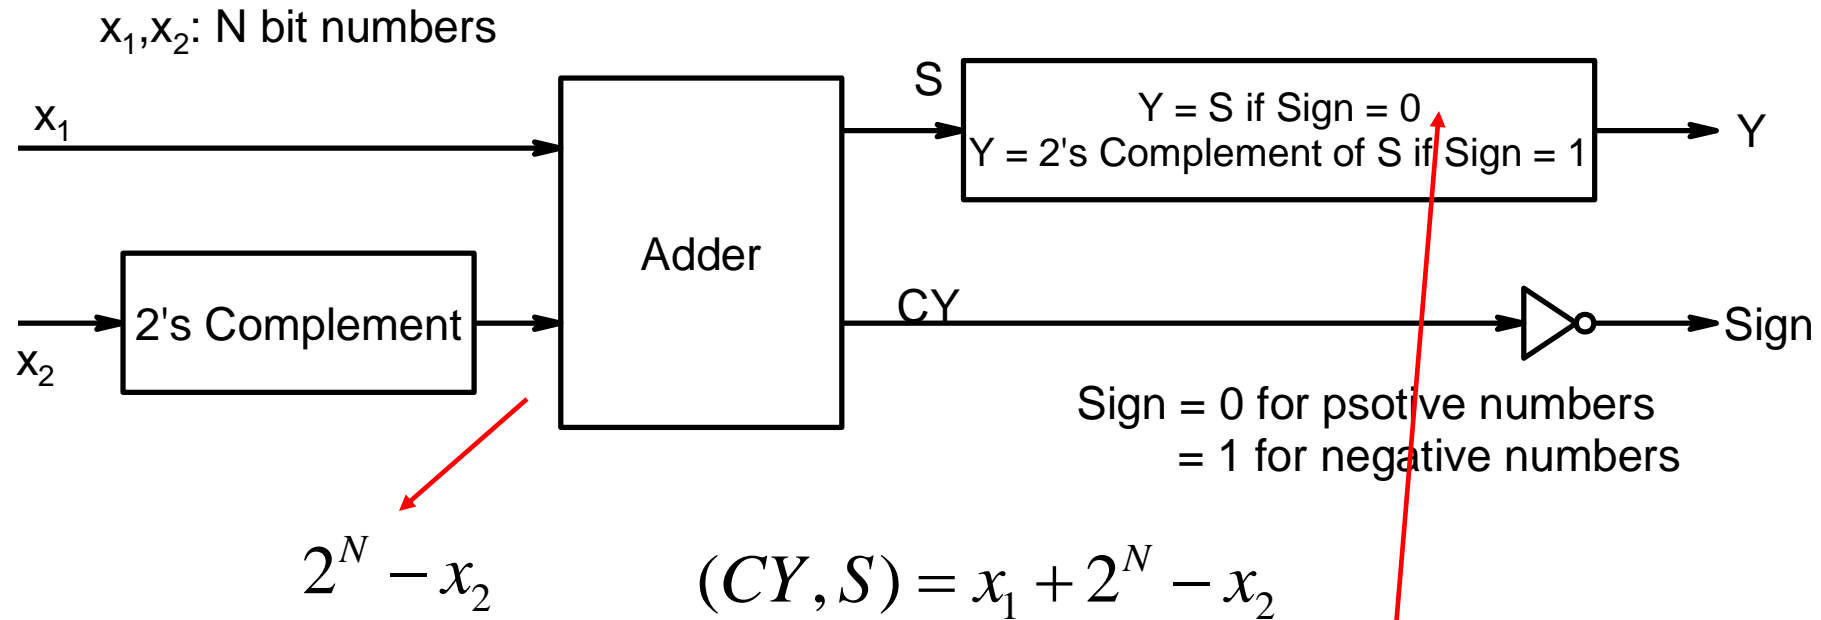 x₁,x₂: N bit numbers
S
Y = S if Sign = 0
Y = 2's Complement of S if Sign = 1
Y
x₁
Adder
2's Complement
CY
Sign
x₂
Sign = 0 for psotive numbers
= 1 for negative numbers
2^N − x₂
(CY, S) = x₁ + 2^N − x₂